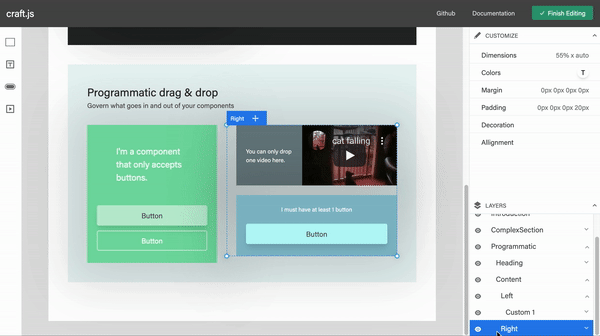 craft.js
Github
Documentation
✓ Finish Editing
CUSTOMIZE
Dimensions 55% x auto
Colors T
Margin 0px 0px 0px 0px
Padding 0px 0px 0px 20px
Decoration
Allignment
T
Programmatic drag & drop
Govern what goes in and out of your components
Right +
I'm a component
that only accepts
buttons.
Button
Button
You can only drop
one video here.
cat falling
I must have at least 1 button
Button
LAYERS
Introduction
ComplexSection
Programmatic
Heading
Content
Left
Custom 1
Right